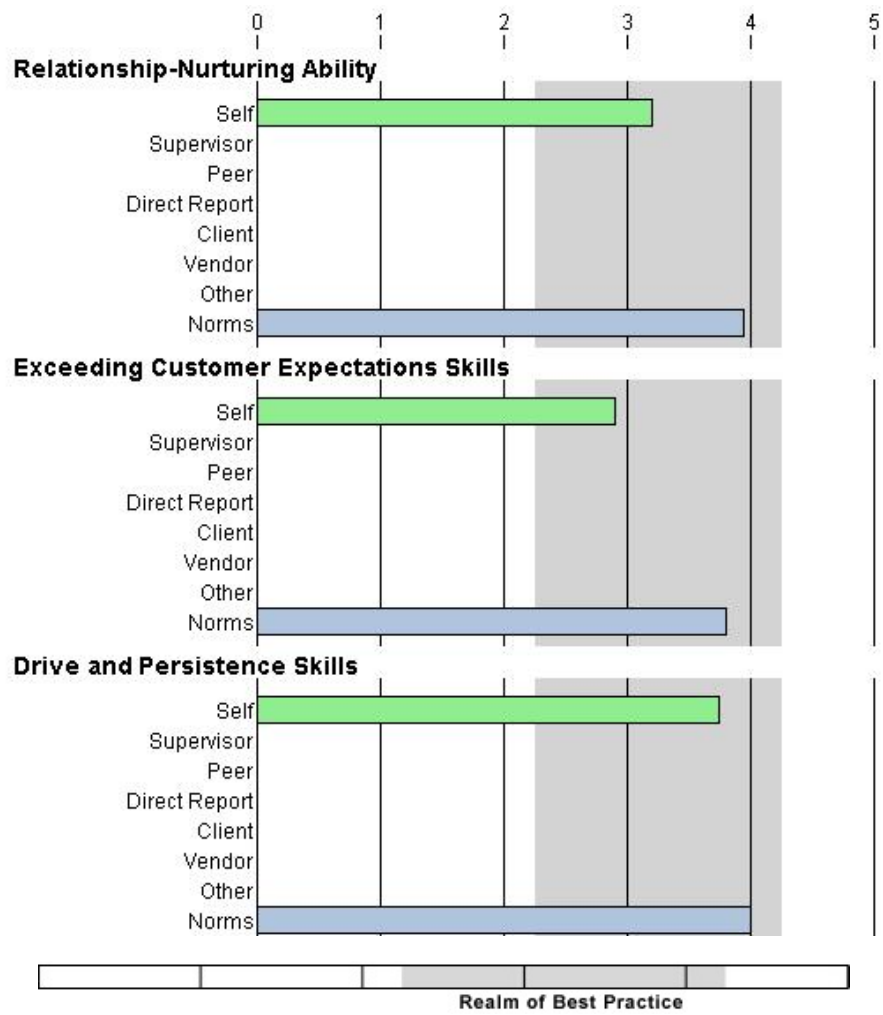 0 1 2 3 4 5
Relationship-Nurturing Ability
Self
Supervisor
Peer
Direct Report
Client
Vendor
Other
Norms
Exceeding Customer Expectations Skills
Self
Supervisor
Peer
Direct Report
Client
Vendor
Other
Norms
Drive and Persistence Skills
Self
Supervisor
Peer
Direct Report
Client
Vendor
Other
Norms
Realm of Best Practice